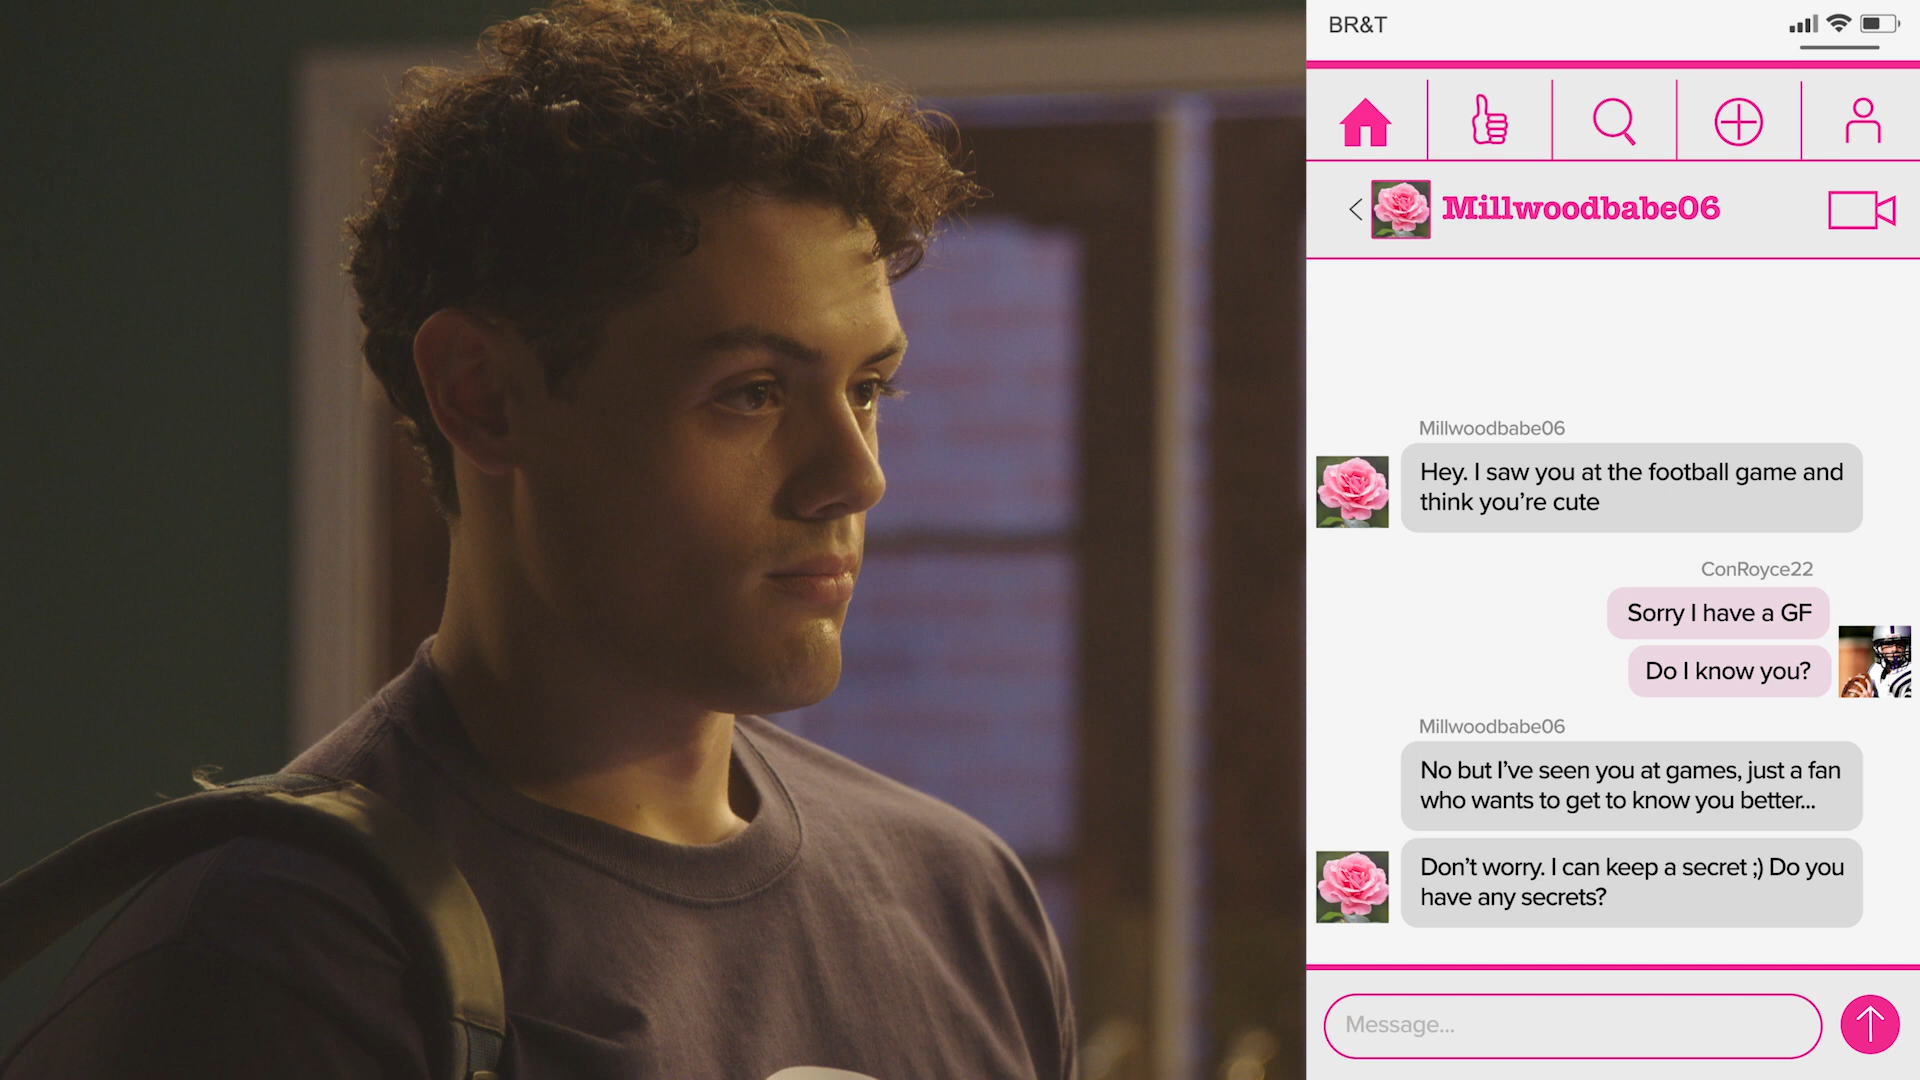 BR&T
Millwoodbabe06
Millwoodbabe06
Hey. I saw you at the football game and
think you're cute
ConRoyce22
Sorry I have a GF
Do I know you?
Millwoodbabe06
No but I've seen you at games, just a fan
who wants to get to know you better...
Don't worry. I can keep a secret ;) Do you
have any secrets?
Message...